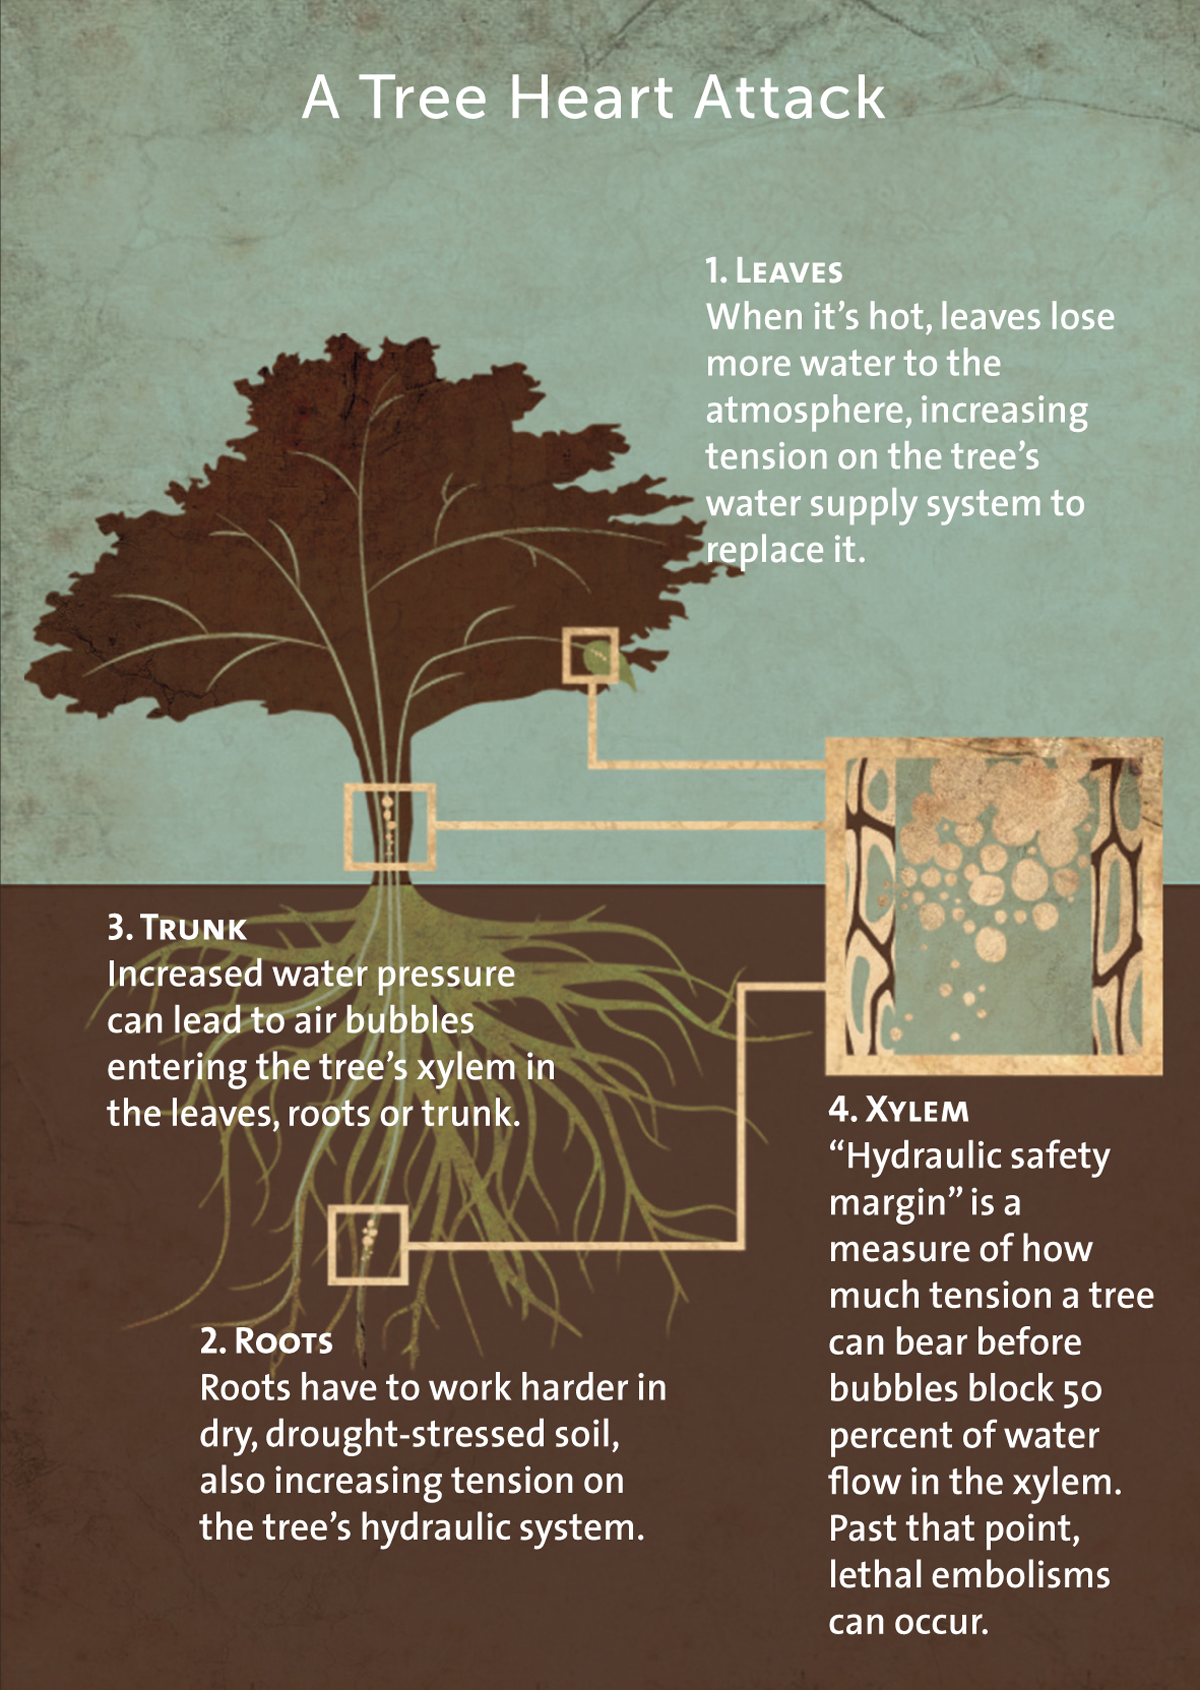 A Tree Heart Attack
1. Leaves
When it’s hot, leaves lose
more water to the
atmosphere, increasing
tension on the tree’s
water supply system to
replace it.
3. Trunk
Increased water pressure
can lead to air bubbles
entering the tree’s xylem in
the leaves, roots or trunk.
2. Roots
Roots have to work harder in
dry, drought-stressed soil,
also increasing tension on
the tree’s hydraulic system.
4. Xylem
“Hydraulic safety
margin” is a
measure of how
much tension a tree
can bear before
bubbles block 50
percent of water
flow in the xylem.
Past that point,
lethal embolisms
can occur.